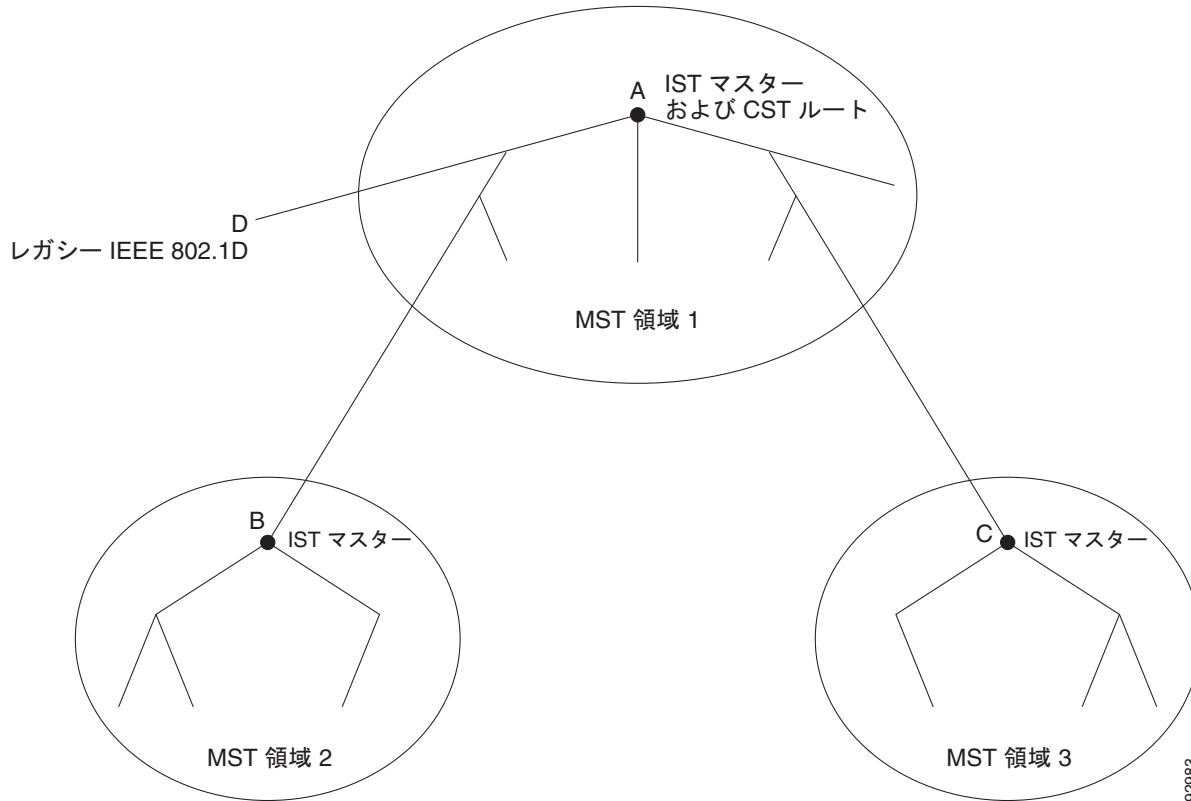 A
IST マスター
および CST ルート
D
レガシー IEEE 802.1D
MST 領域 1
B
IST マスター
C
IST マスター
MST 領域 2
MST 領域 3
92983